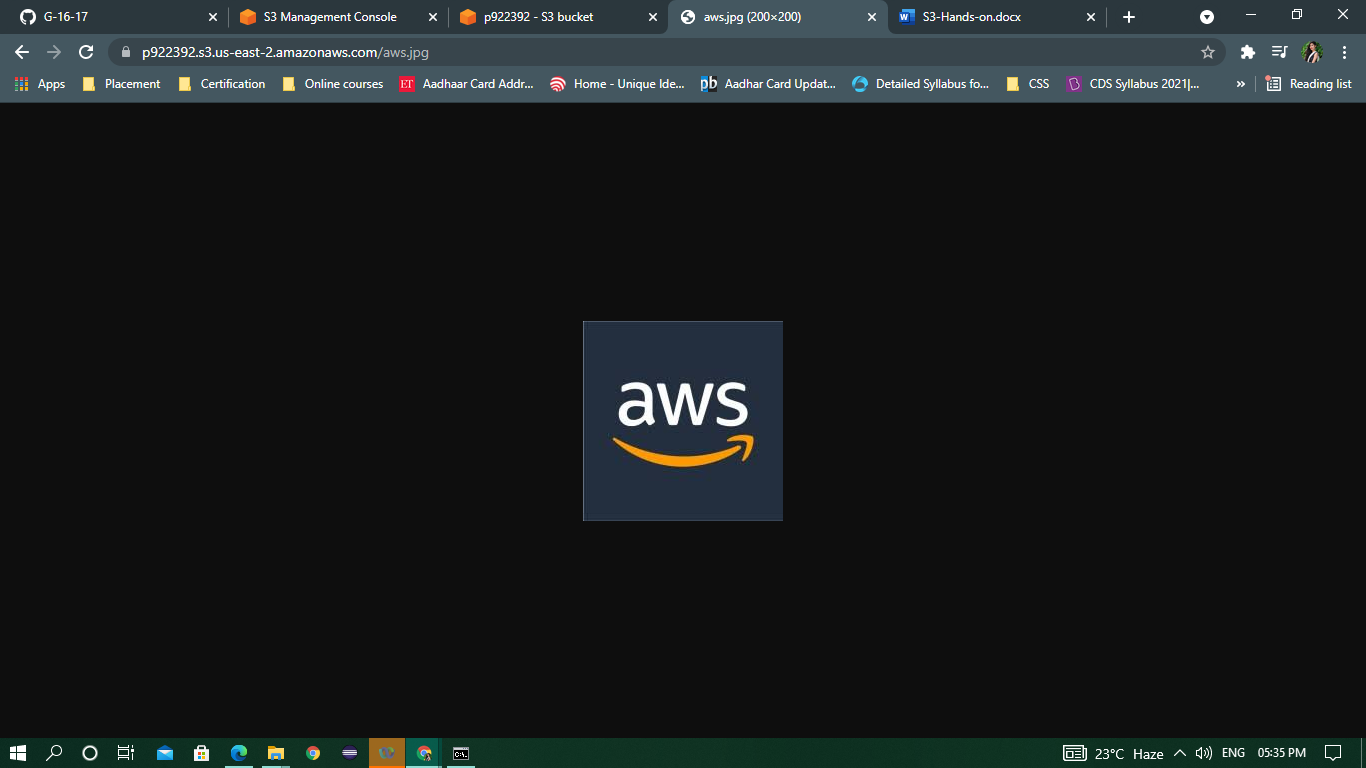 G-16-17 S3 Management Console p922392 - S3 bucket aws.jpg (200×200) S3-Hands-on.docx
p922392.s3.us-east-2.amazonaws.com/aws.jpg
Apps Placement Certification Online courses ET Aadhaar Card Addr... Home - Unique Ide... pb Aadhar Card Updat... Detailed Syllabus fo... CSS B CDS Syllabus 2021|... » Reading list
aws
23°C Haze ENG 05:35 PM